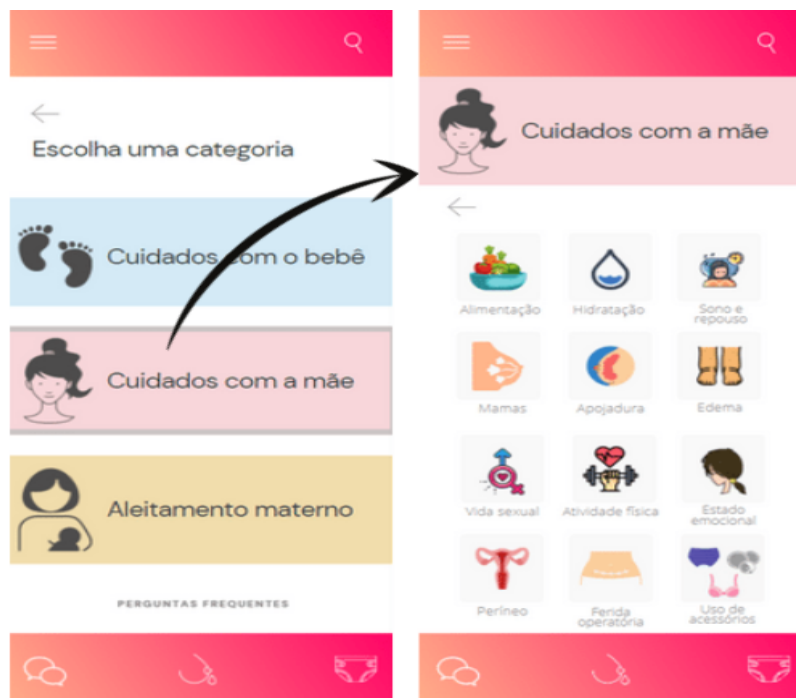 Escolha uma categoria
Cuidados com o bebê
Cuidados com a mãe
Aleitamento materno
PERGUNTAS FREQUENTES
Cuidados com a mãe
Alimentação
Hidratação
Sono e
repouso
Mamas
Apojadura
Edema
Vida sexual
Atividade física
Estado
emocional
Períneo
Ferida
operatória
Uso de
acessórios